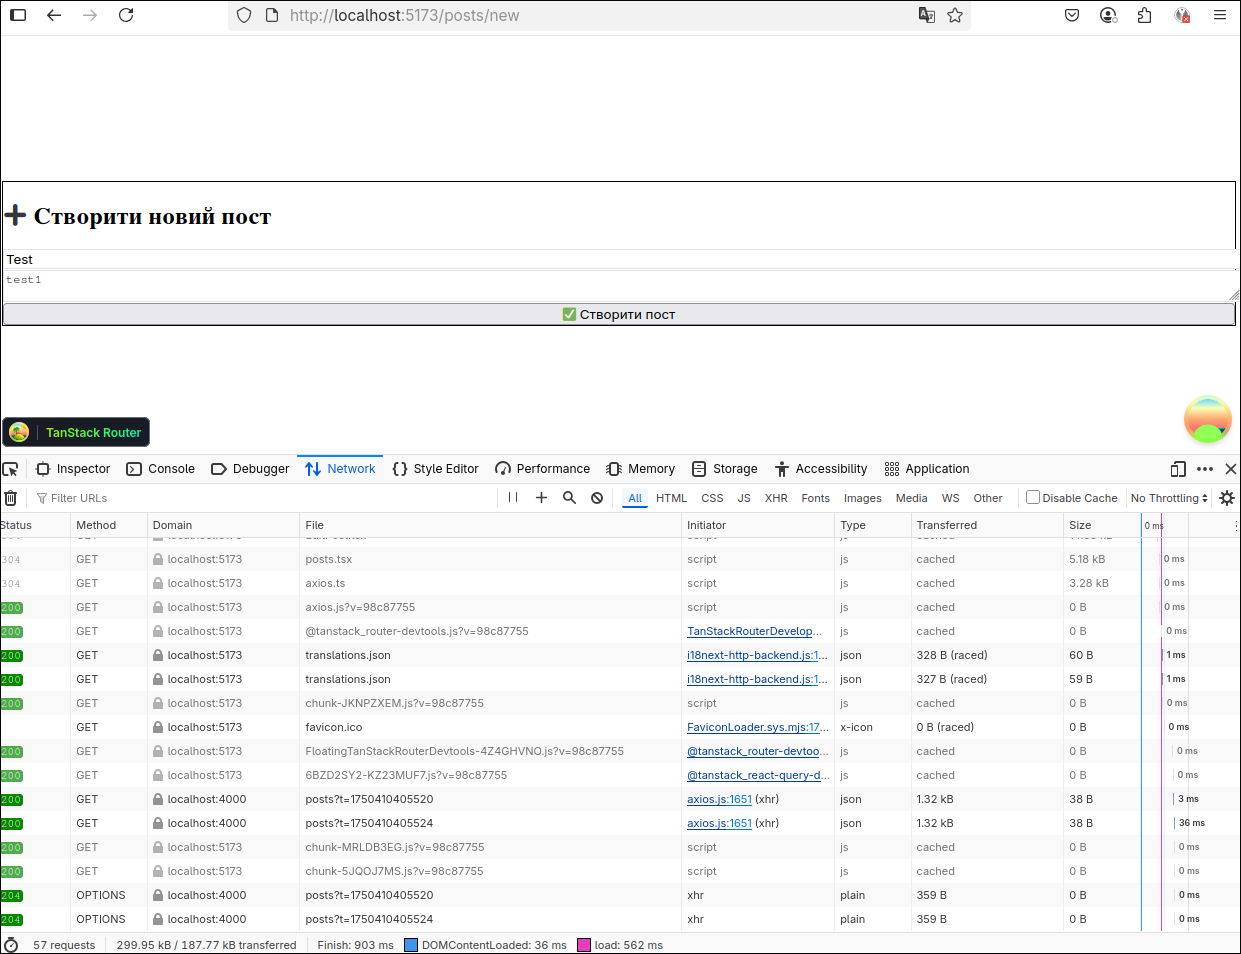 http://localhost:5173/posts/new
➕ Створити новий пост
Test
test1
✅ Створити пост
TanStack Router
Inspector Console Debugger Network Style Editor Performance Memory Storage Accessibility Application
Filter URLs All HTML CSS JS XHR Fonts Images Media WS Other Disable Cache No Throttling
Status Method Domain File Initiator Type Transferred Size 0 ms
304 GET localhost:5173 posts.tsx script js cached 5.18 kB 0 ms
304 GET localhost:5173 axios.ts script js cached 3.28 kB 0 ms
200 GET localhost:5173 axios.js?v=98c87755 script js cached 0 B 0 ms
200 GET localhost:5173 @tanstack_router-devtools.js?v=98c87755 TanStackRouterDevelop... js cached 0 B 0 ms
200 GET localhost:5173 translations.json i18next-http-backend.js:1... json 328 B (raced) 60 B 1 ms
200 GET localhost:5173 translations.json i18next-http-backend.js:1... json 327 B (raced) 59 B 1 ms
200 GET localhost:5173 chunk-JKNPZXEM.js?v=98c87755 script js cached 0 B 0 ms
GET localhost:5173 favicon.ico FaviconLoader.sys.mjs:17... x-icon 0 B (raced) 0 B 0 ms
200 GET localhost:5173 FloatingTanStackRouterDevtools-4Z4GHVNO.js?v=98c87755 @tanstack_router-devtoo... js cached 0 B 0 ms
200 GET localhost:5173 6BZD2SY2-KZ23MUF7.js?v=98c87755 @tanstack_react-query-d... js cached 0 B 0 ms
200 GET localhost:4000 posts?t=1750410405520 axios.js:1651 (xhr) json 1.32 kB 38 B 3 ms
200 GET localhost:4000 posts?t=1750410405524 axios.js:1651 (xhr) json 1.32 kB 38 B 36 ms
200 GET localhost:5173 chunk-MRLDB3EG.js?v=98c87755 script js cached 0 B 0 ms
200 GET localhost:5173 chunk-5JQOJ7MS.js?v=98c87755 script js cached 0 B 0 ms
204 OPTIONS localhost:4000 posts?t=1750410405520 xhr plain 359 B 0 B 0 ms
204 OPTIONS localhost:4000 posts?t=1750410405524 xhr plain 359 B 0 B 0 ms
57 requests 299.95 kB / 187.77 kB transferred Finish: 903 ms DOMContentLoaded: 36 ms load: 562 ms